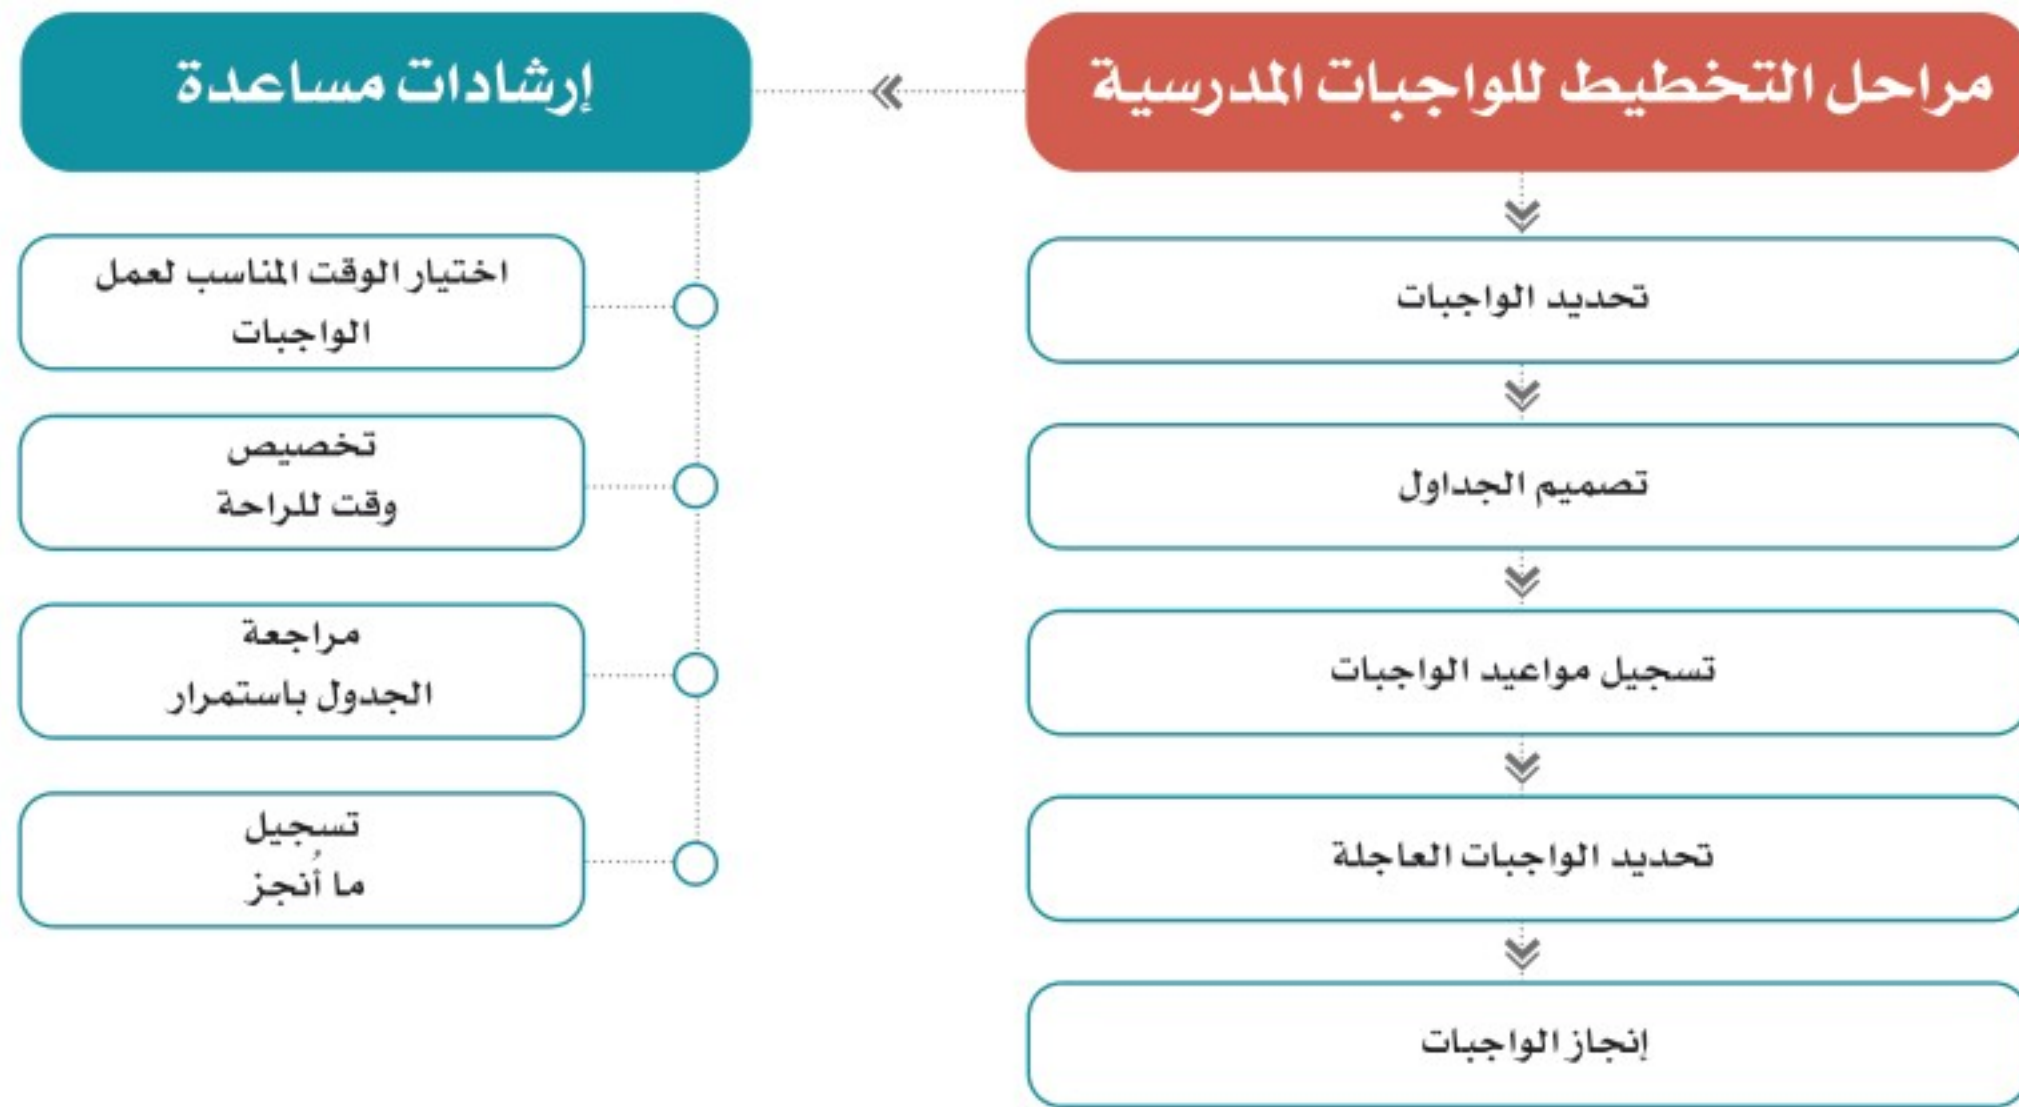 مراحل التخطيط للواجبات المدرسية
تحديد الواجبات
تصميم الجداول
تسجيل مواعيد الواجبات
تحديد الواجبات العاجلة
إنجاز الواجبات
إرشادات مساعدة
اختيار الوقت المناسب لعمل
الواجبات
تخصيص
وقت للراحة
مراجعة
الجدول باستمرار
تسجيل
ما أُنجز